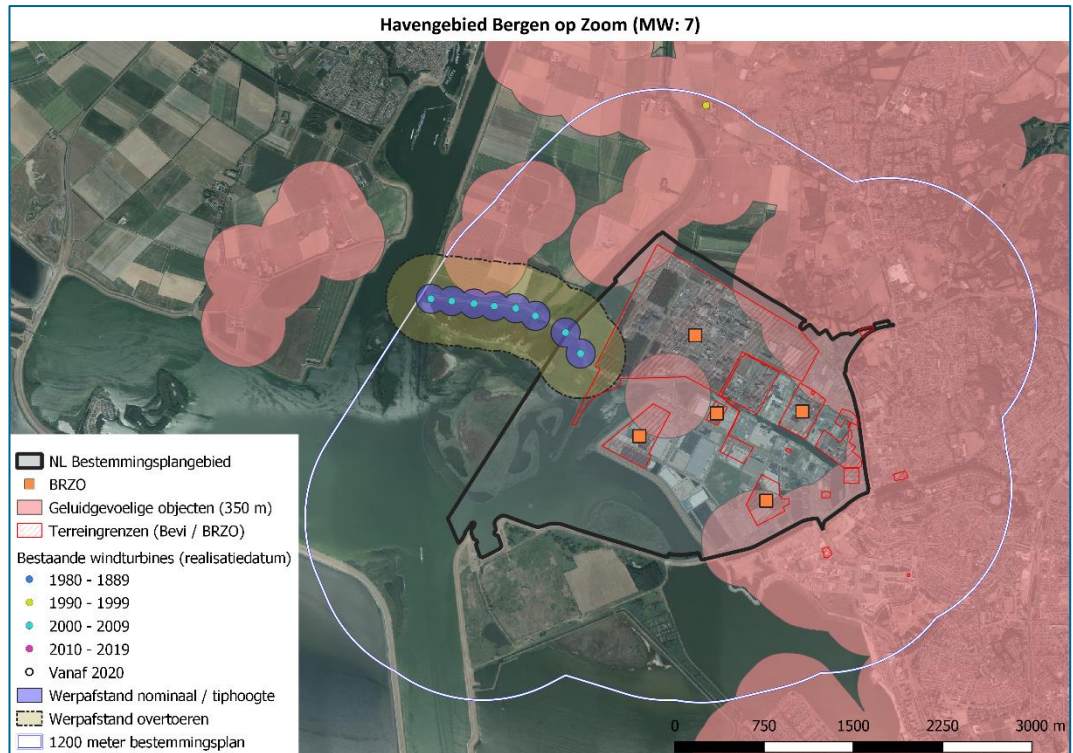 Havengebied Bergen op Zoom (MW: 7)
NL Bestemmingsplangebied
BRZO
Geluidgevoelige objecten (350 m)
Terreingrenzen (Bevi / BRZO)
Bestaande windturbines (realisatiedatum)
1980 - 1889
1990 - 1999
2000 - 2009
2010 - 2019
Vanaf 2020
Werpafstand nominaal / tiphoogte
Werpafstand overtoeren
1200 meter bestemmingsplan
0 750 1500 2250 3000 m